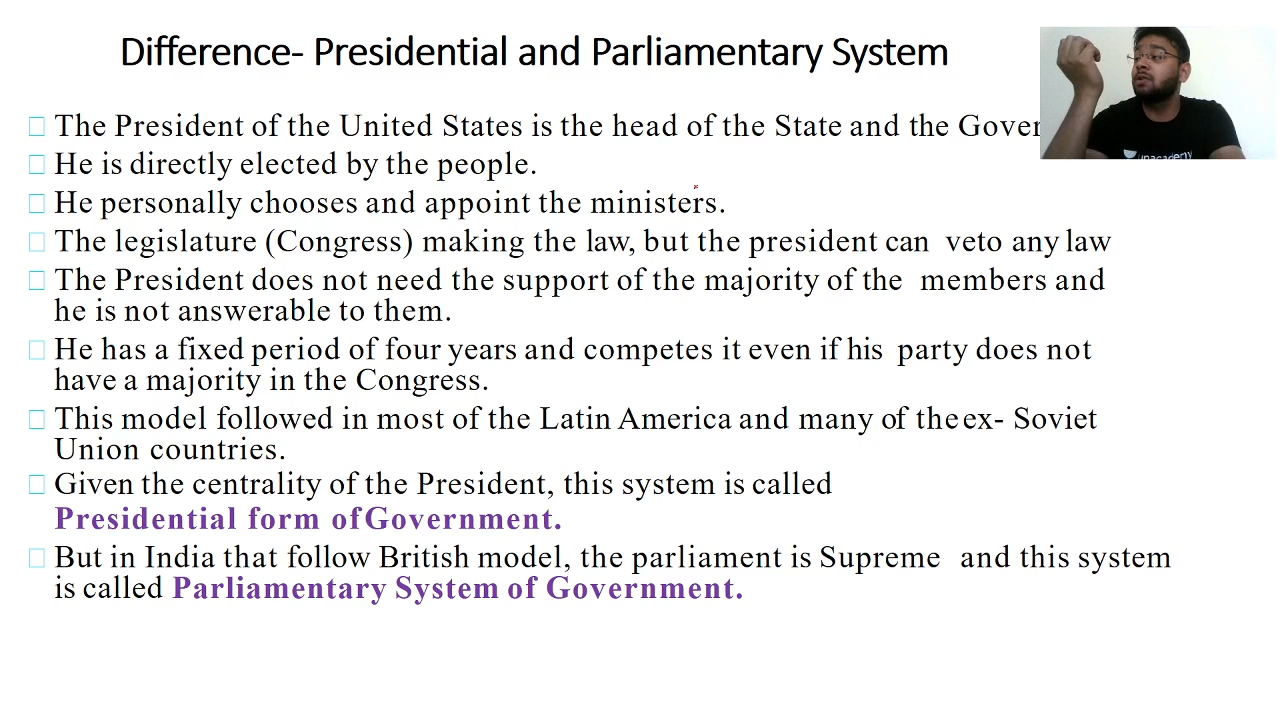 Difference- Presidential and Parliamentary System
The President of the United States is the head of the State and the Gover
He is directly elected by the people.
He personally chooses and appoint the ministers.
The legislature (Congress) making the law, but the president can veto any law
The President does not need the support of the majority of the members and
he is not answerable to them.
He has a fixed period of four years and competes it even if his party does not
have a majority in the Congress.
This model followed in most of the Latin America and many of the ex- Soviet
Union countries.
Given the centrality of the President, this system is called
Presidential form of Government.
But in India that follow British model, the parliament is Supreme and this system
is called Parliamentary System of Government.
unacademy